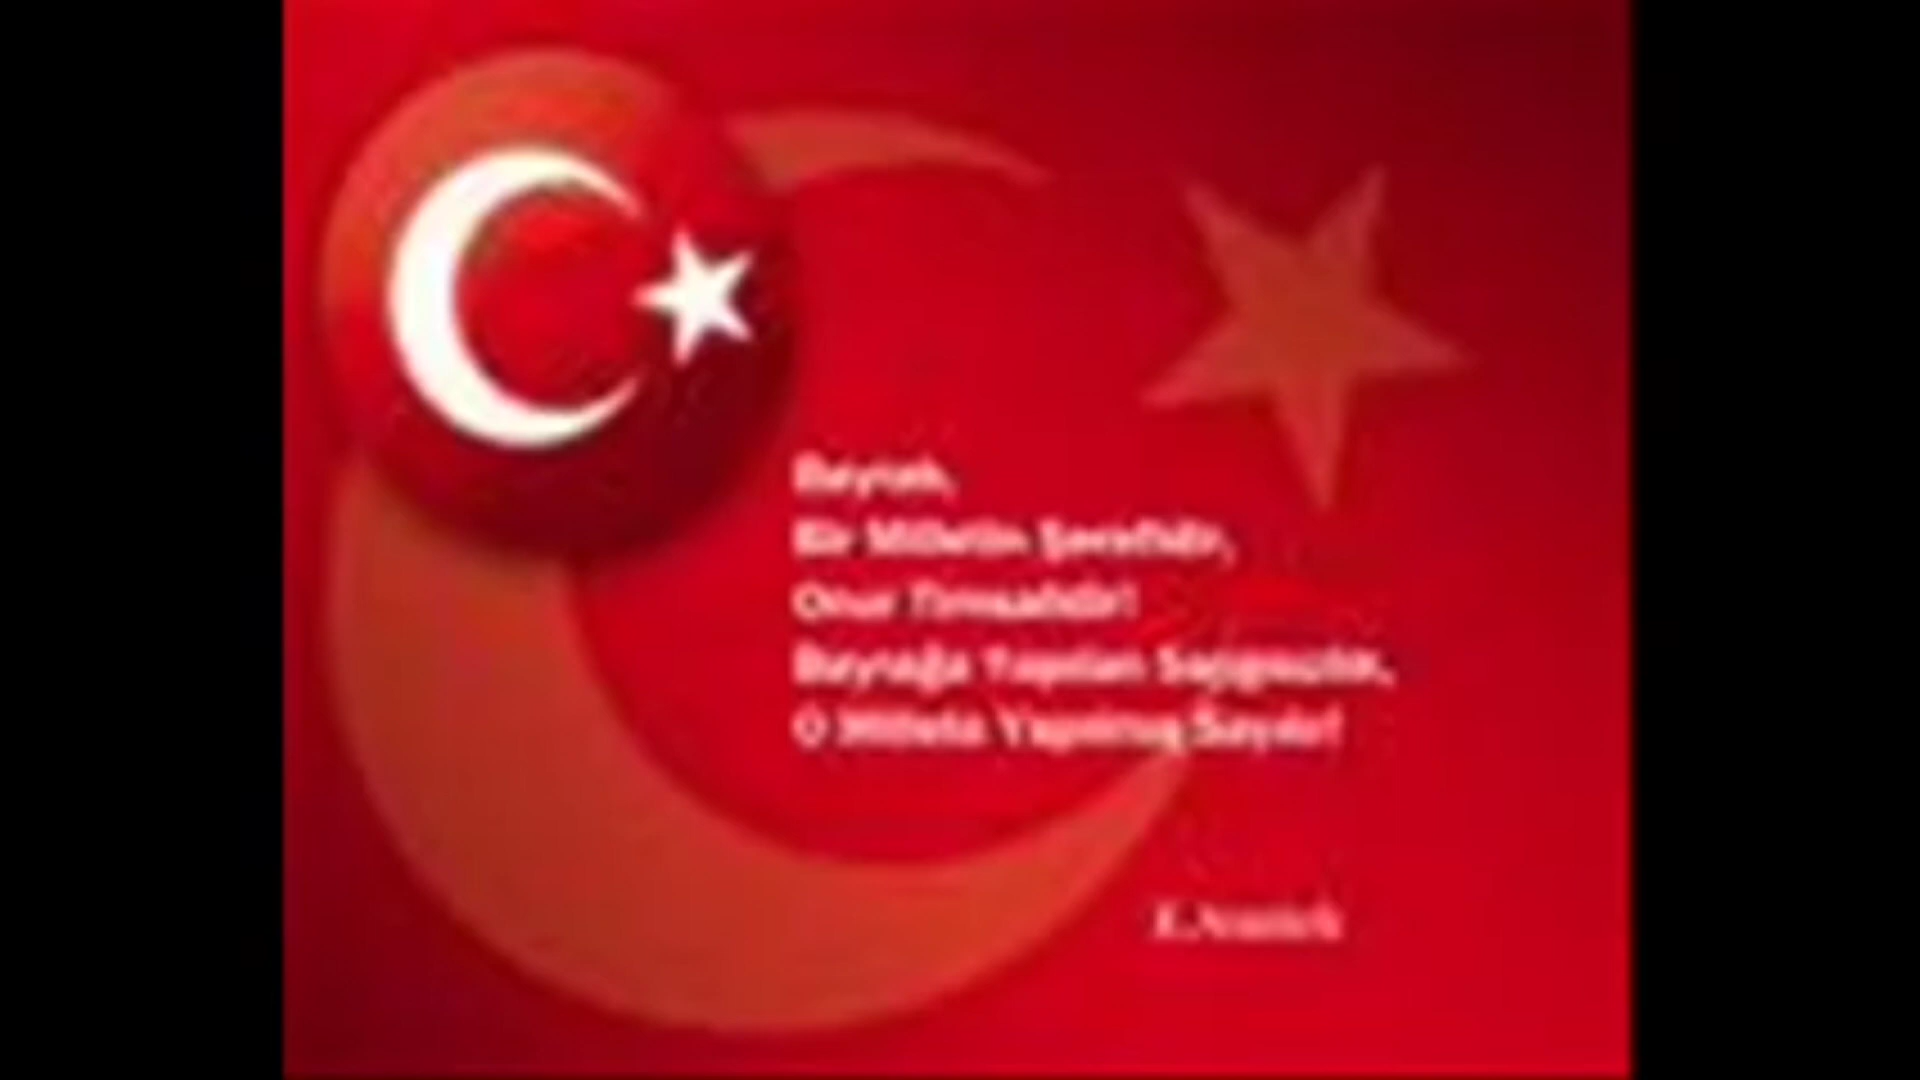 Bayrak,
Bir Milletin Şerefidir,
Onur Timsalidir!
Bayrağa Yapılan Saygısızlık,
O Millete Yapılmış Sayılır!
K.Atatürk